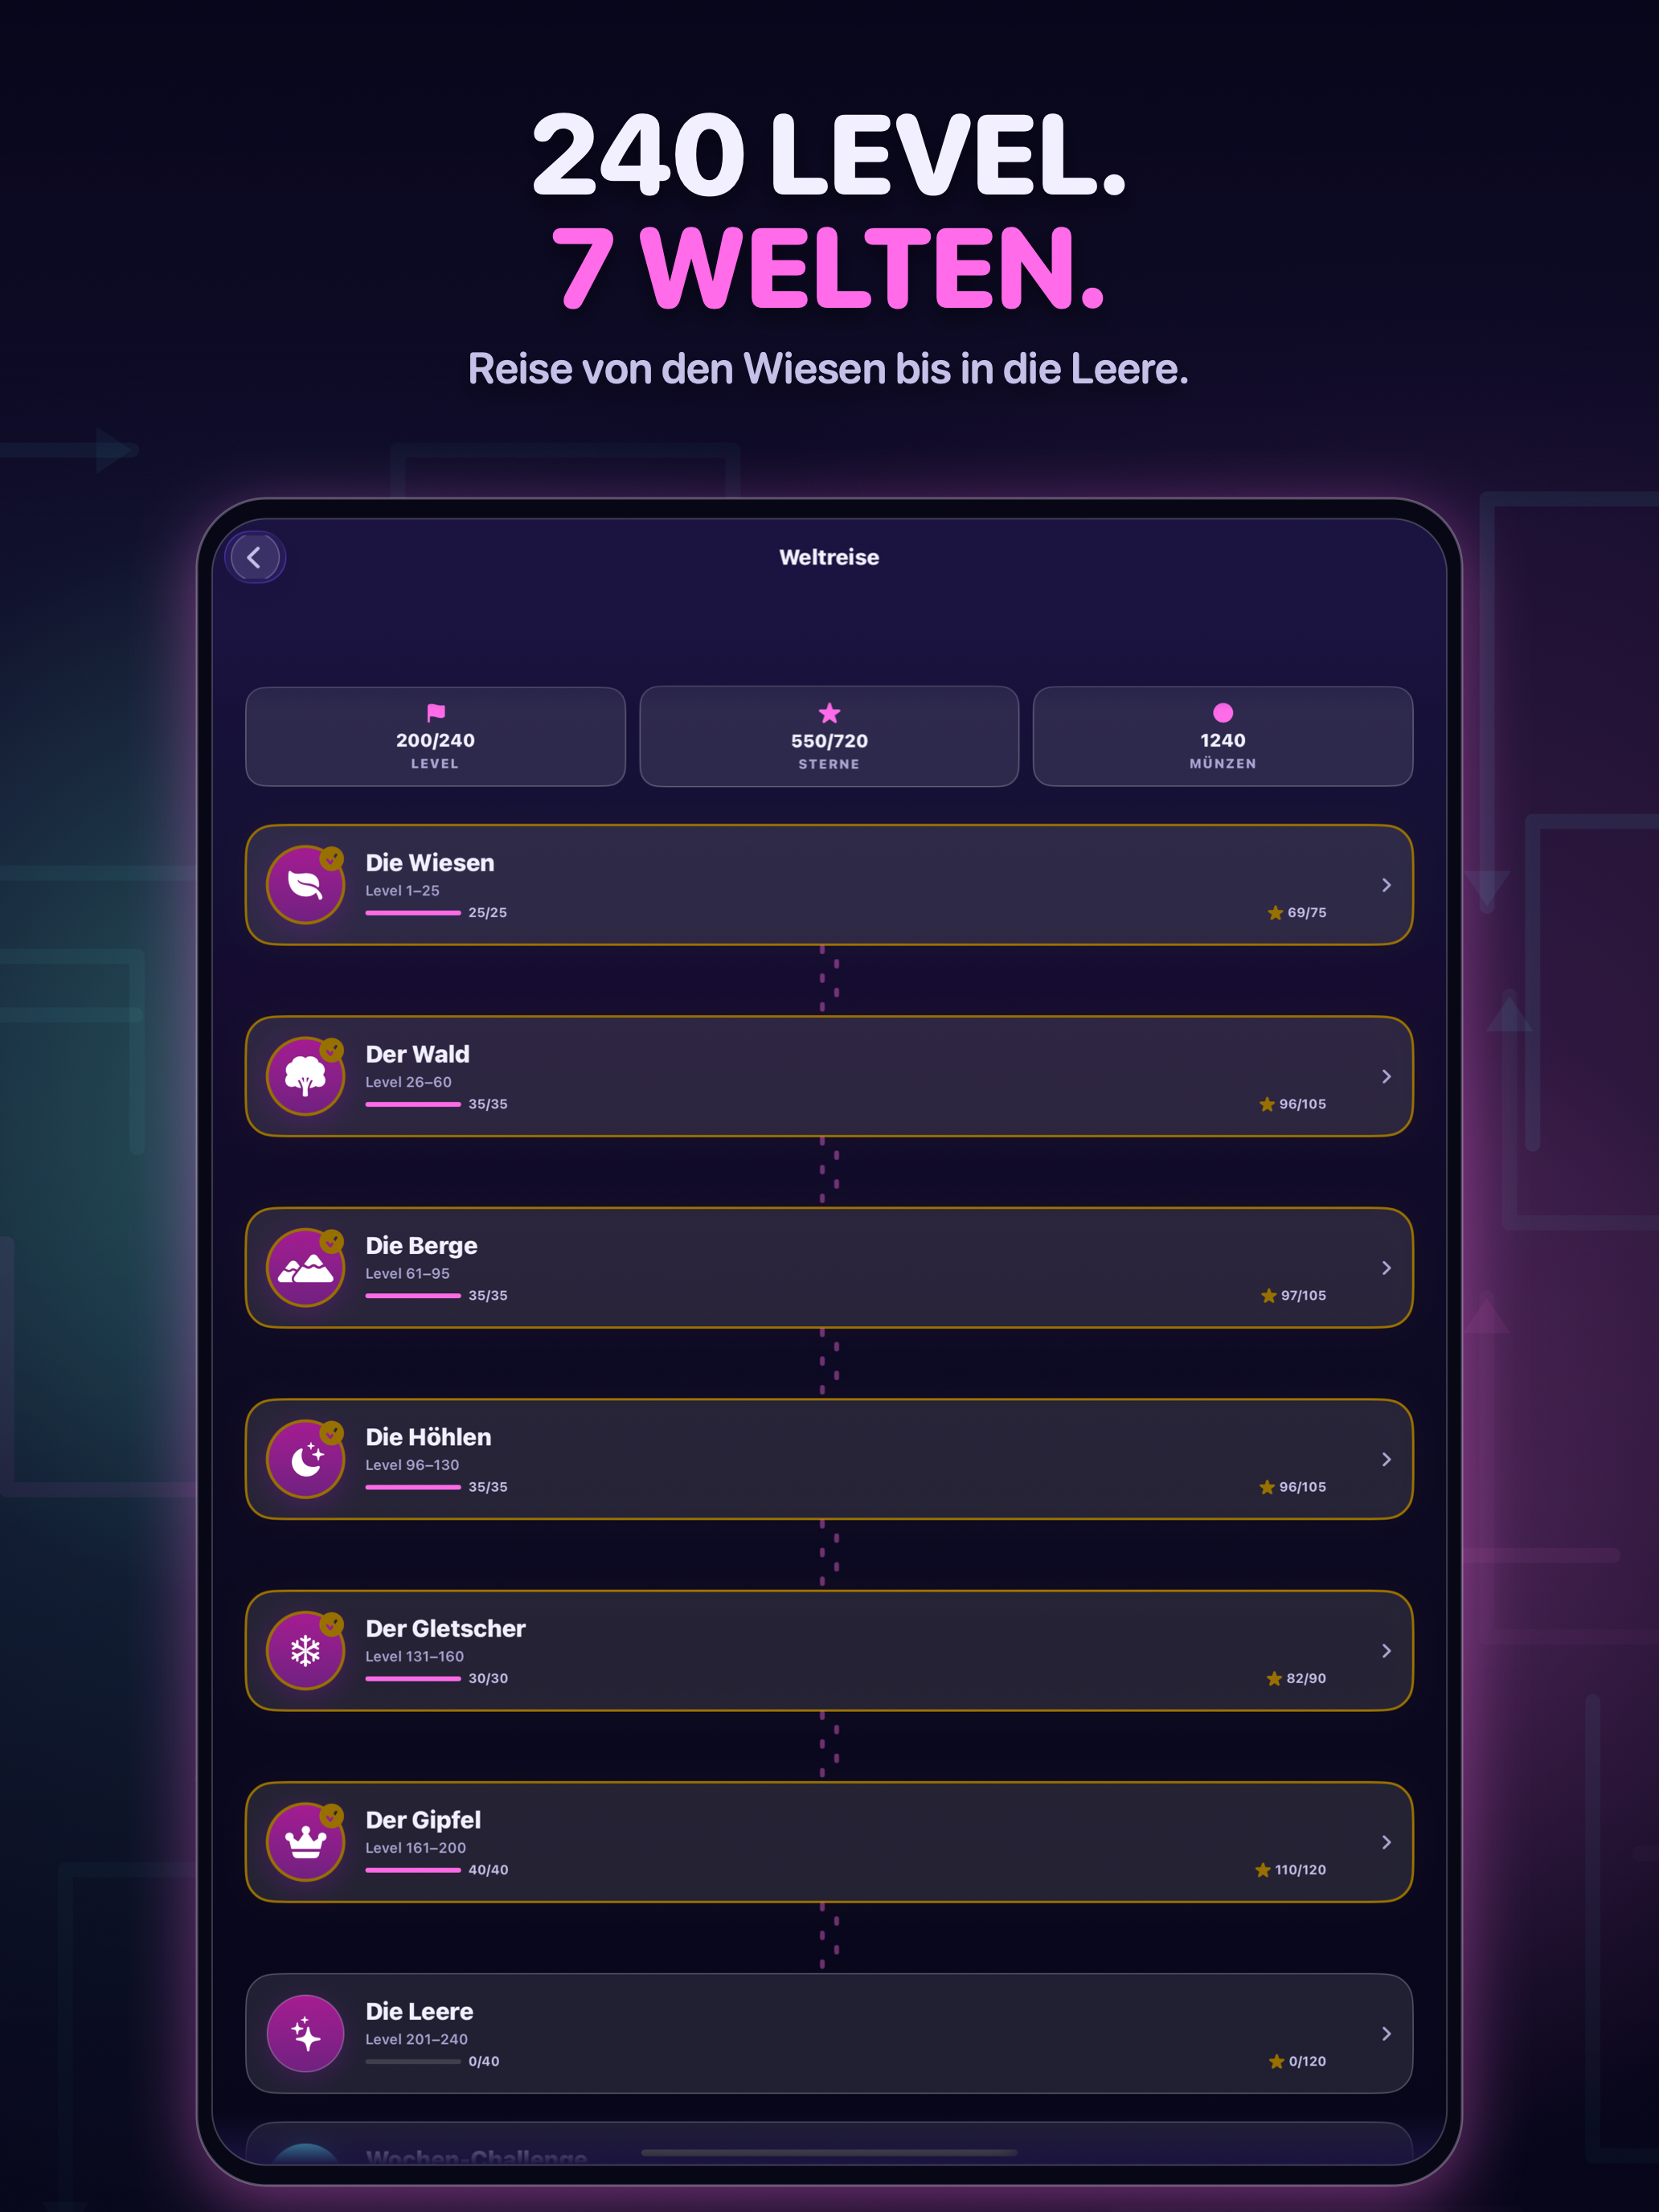 240 LEVEL.
7 WELTEN.
Reise von den Wiesen bis in die Leere.
Weltreise
200/240
LEVEL
550/720
STERNE
1240
MÜNZEN
Die Wiesen
Level 1–25
25/25
69/75
Der Wald
Level 26–60
35/35
96/105
Die Berge
Level 61–95
35/35
97/105
Die Höhlen
Level 96–130
35/35
96/105
Der Gletscher
Level 131–160
30/30
82/90
Der Gipfel
Level 161–200
40/40
110/120
Die Leere
Level 201–240
0/40
0/120
Wochen-Challenge